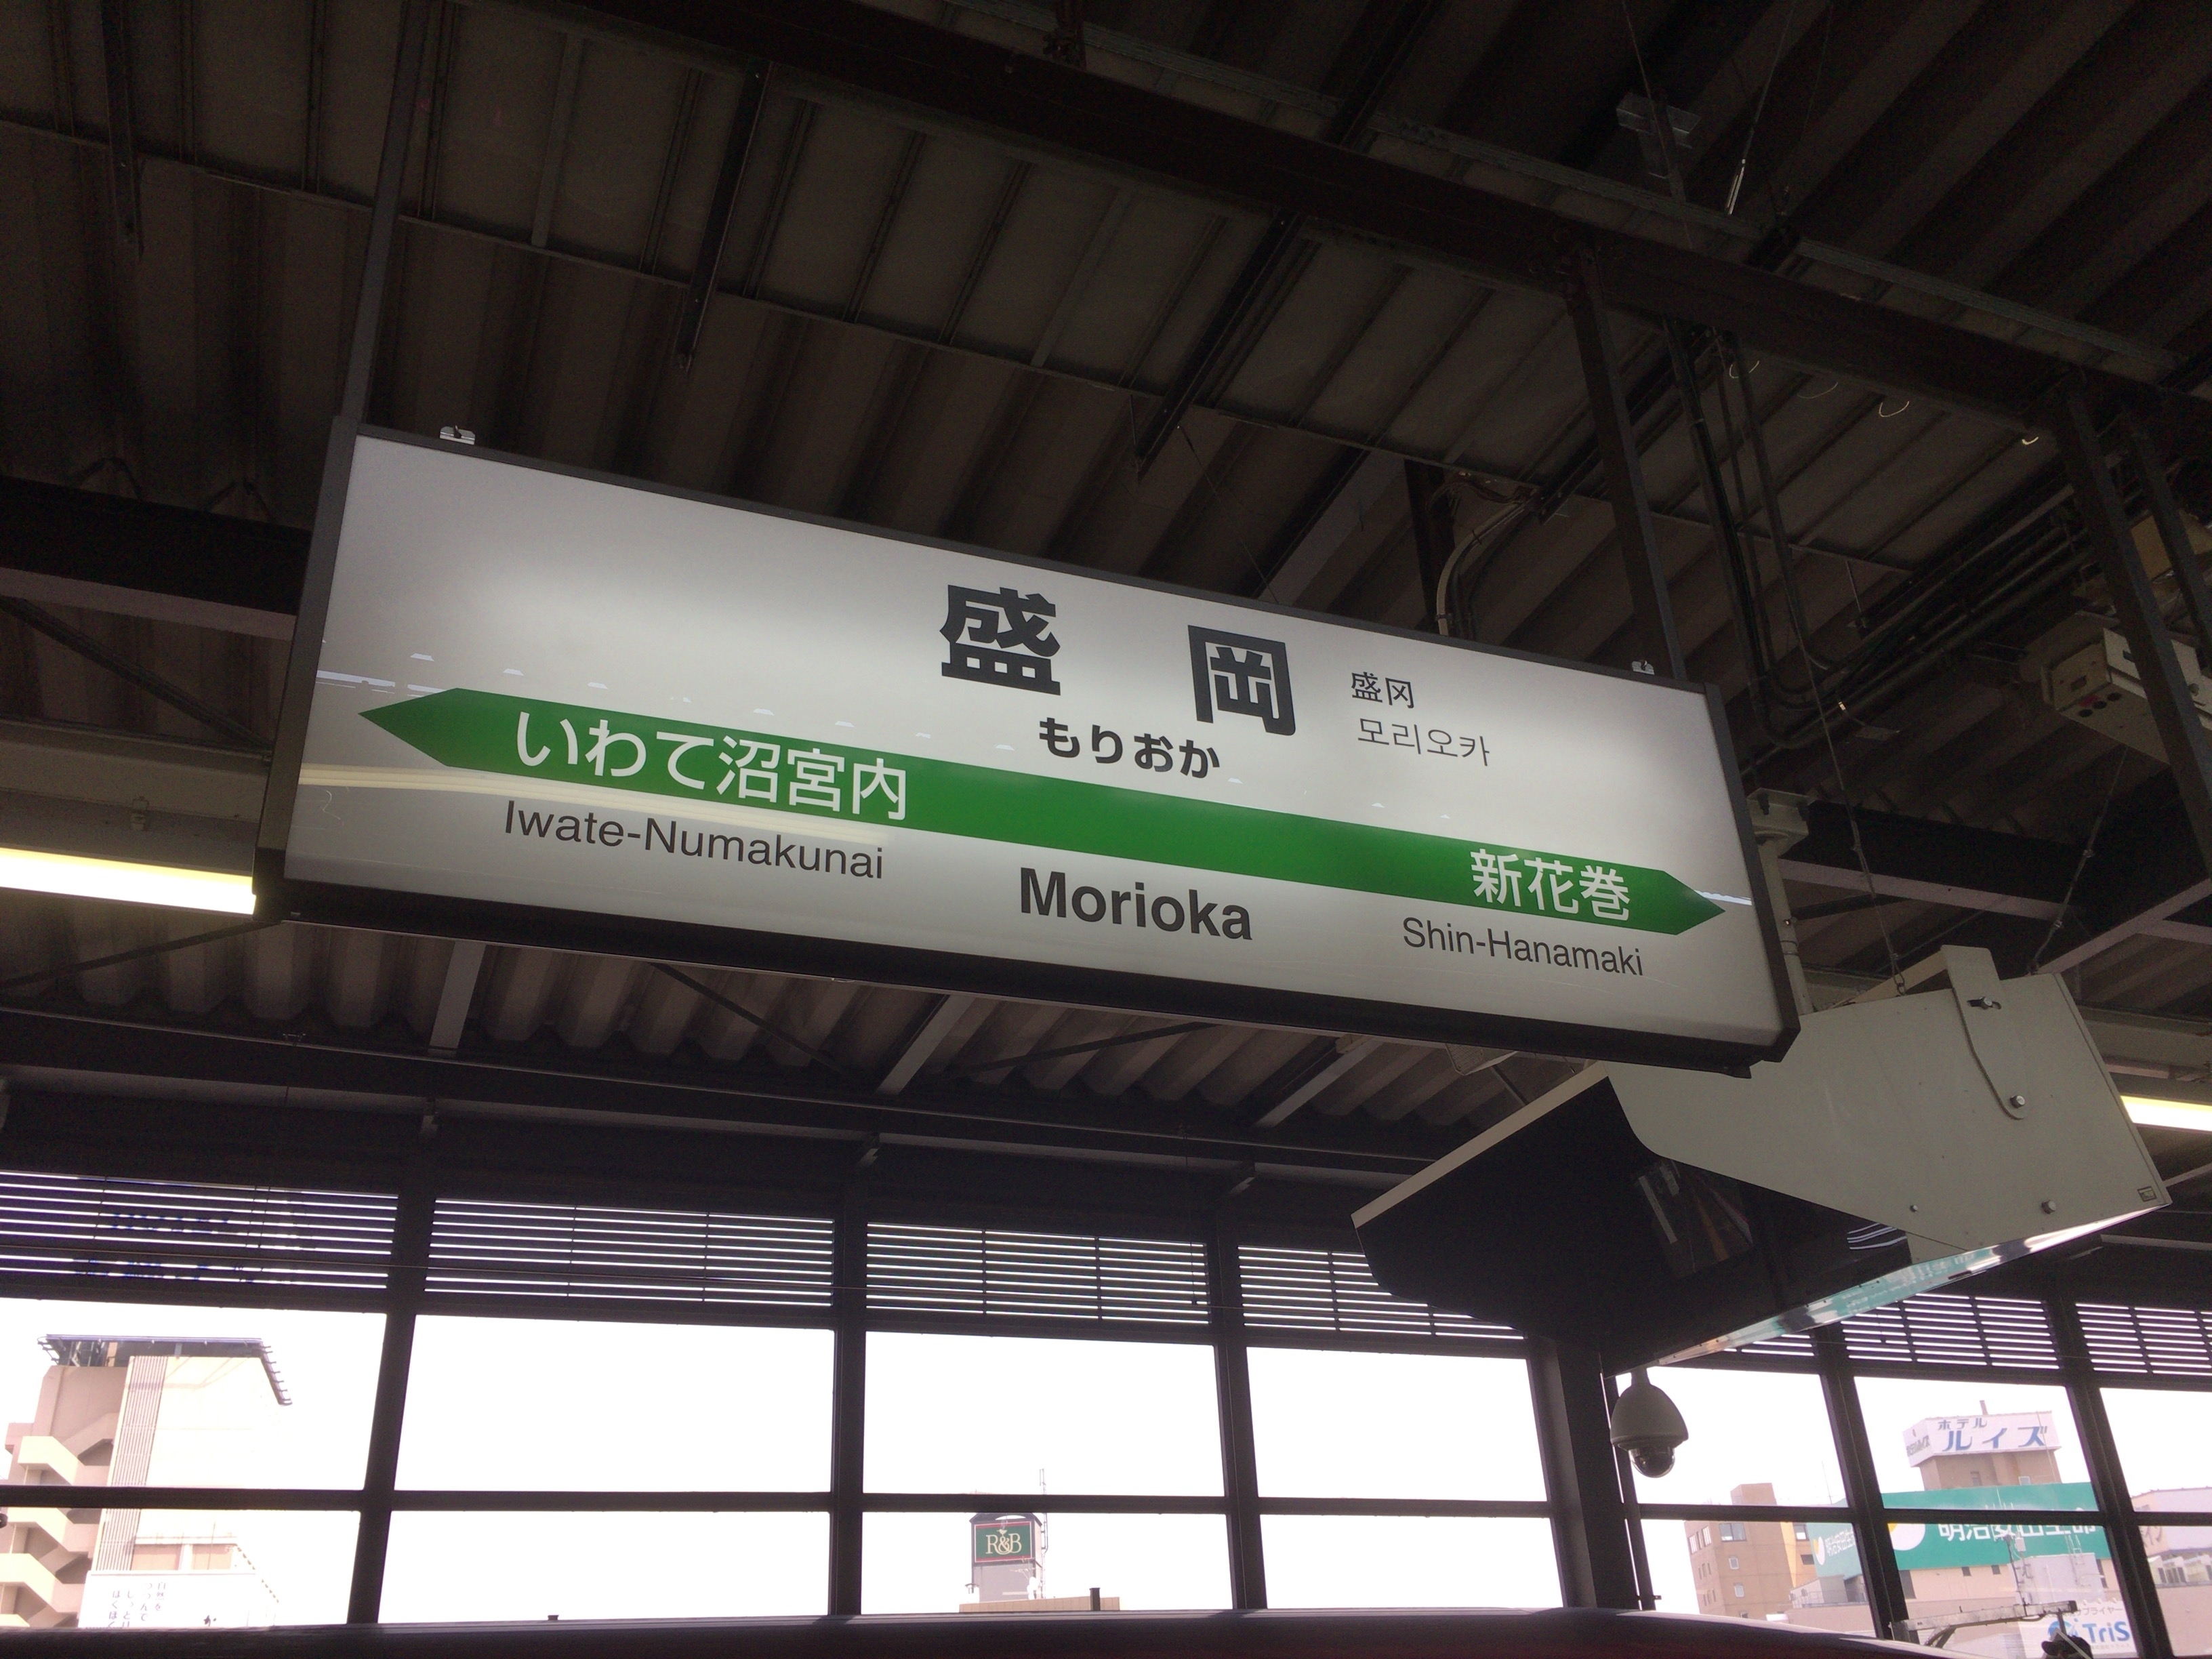 盛岡
盛冈
모리오카
もりおか
いわて沼宮内
新花巻
Iwate-Numakunai
Morioka
Shin-Hanamaki
ホテル
ルイズ
R&B
TriS